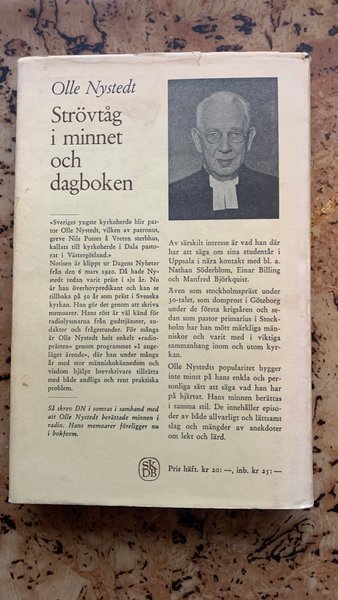 Olle Nystedt
Strövtåg
i minnet
och
dagboken
»Sveriges yngste kyrkoherde blir pas-
tor Olle Nystedt, vilken av patronus,
greve Nils Posses å Vreten sterbhus,
kallats till kyrkoherde i Dala pasto-
rat i Västergötland.»
Notisen är klippt ur Dagens Nyheter
från den 6 mars 1920. Då hade Ny-
stedt redan varit präst i sju år. Nu
är han överhovpredikant och kan se
tillbaka på 50 år som präst i Svenska
kyrkan. Han gör det genom att skriva
memoarer. Hans röst är väl känd för
radiolyssnarna från gudstjänster, an-
dakter och frågestunder. För många
är Olle Nystedt helt enkelt »radio-
prästen» genom programmet »I ange-
läget ärende», där han under många
år med stor människokännedom och
visdom hjälpt brevskrivare tillrätta
med både andliga och rent praktiska
problem.
Så skrev DN i somras i samband med
att Olle Nystedt berättade minnen i
radio. Hans memoarer föreligger nu
i bokform.
Av särskilt intresse är vad han där
har att säga om sina studentår i
Uppsala i nära kontakt med bl. a.
Nathan Söderblom, Einar Billing
och Manfred Björkquist.
Även som stockholmspräst under
30-talet, som domprost i Göteborg
under de första krigsåren och se-
dan som pastor primarius i Stock-
holm har han mött märkliga männi-
skor och varit med i viktiga
sammanhang inom och utom kyr-
kan.
Olle Nystedts popularitet bygger
inte minst på hans enkla och per-
sonliga sätt att säga vad han har
på hjärtat. Hans minnen berättas
i samma stil. De innehåller episo-
der av både allvarligt och lättsamt
slag och mängder av anekdoter
om lekt och lärd.
SK
DB
Pris häft. kr 20: —, inb. kr 25: —